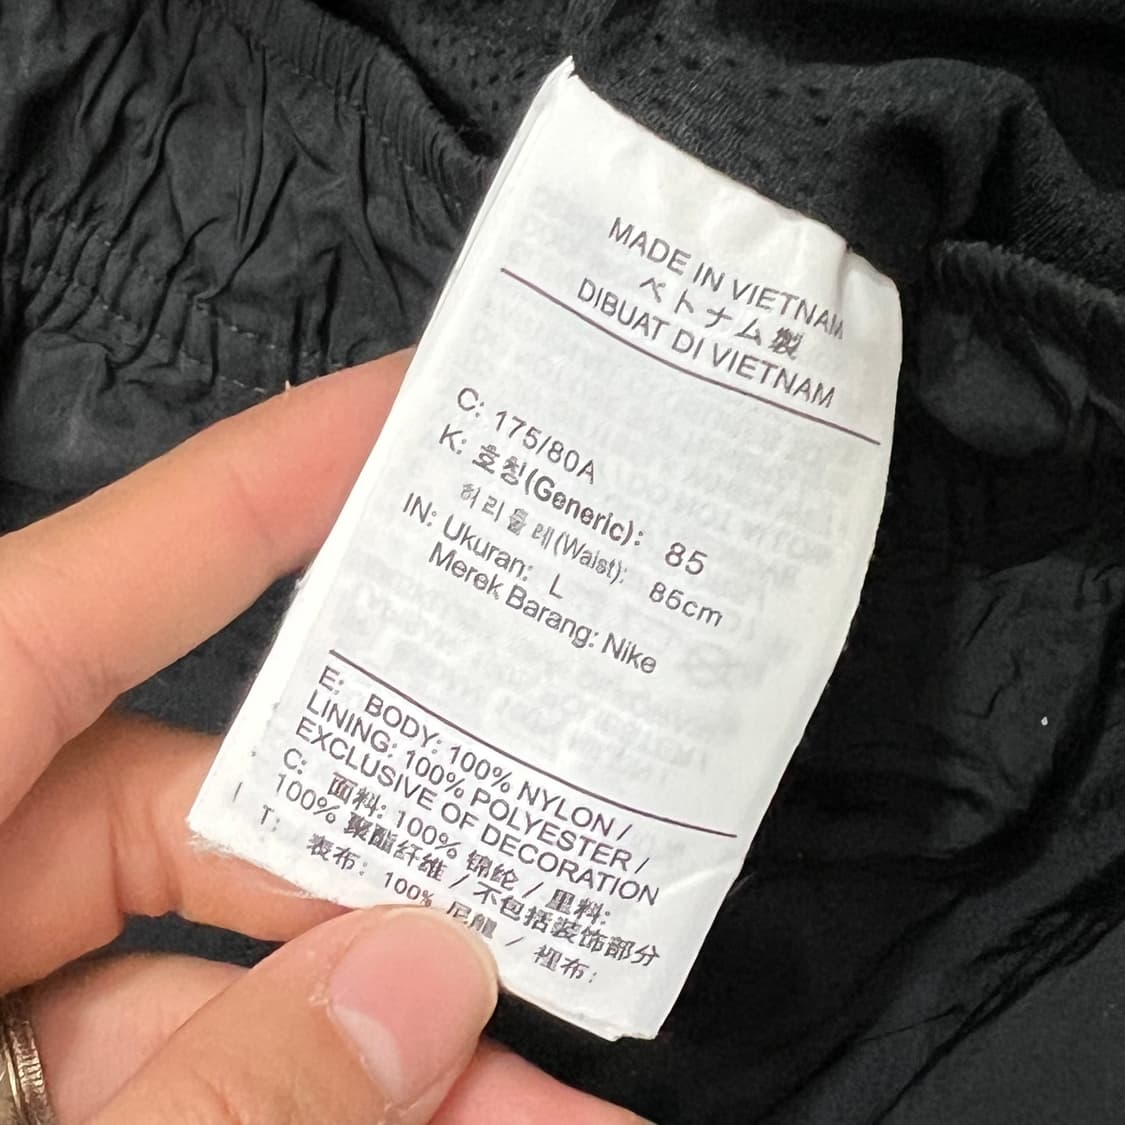 MADE IN VIETNAM
ベトナム製
DIBUAT DI VIETNAM
C: 175/80A
K: 호칭(Generic): 85
허리둘레(Waist): 86cm
IN: Ukuran: L
Merek Barang: Nike
E: BODY: 100% NYLON /
LINING: 100% POLYESTER /
EXCLUSIVE OF DECORATION
C: 面料: 100% 锦纶 / 里料:
100% 聚酯纤维 / 不包括装饰部分
T: 表布: 100% 尼龍 / 裡布: